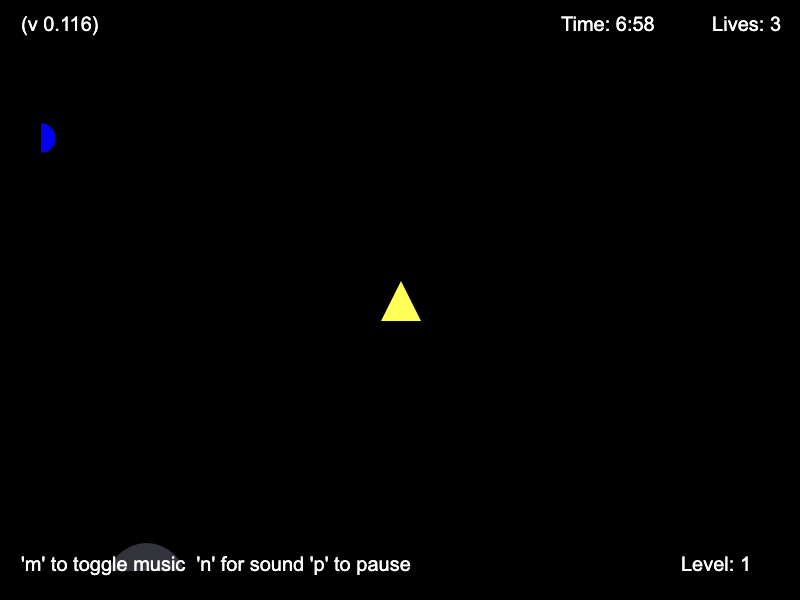 (v 0.116) Time: 6:58 Lives: 3
'm' to toggle music 'n' for sound 'p' to pause Level: 1